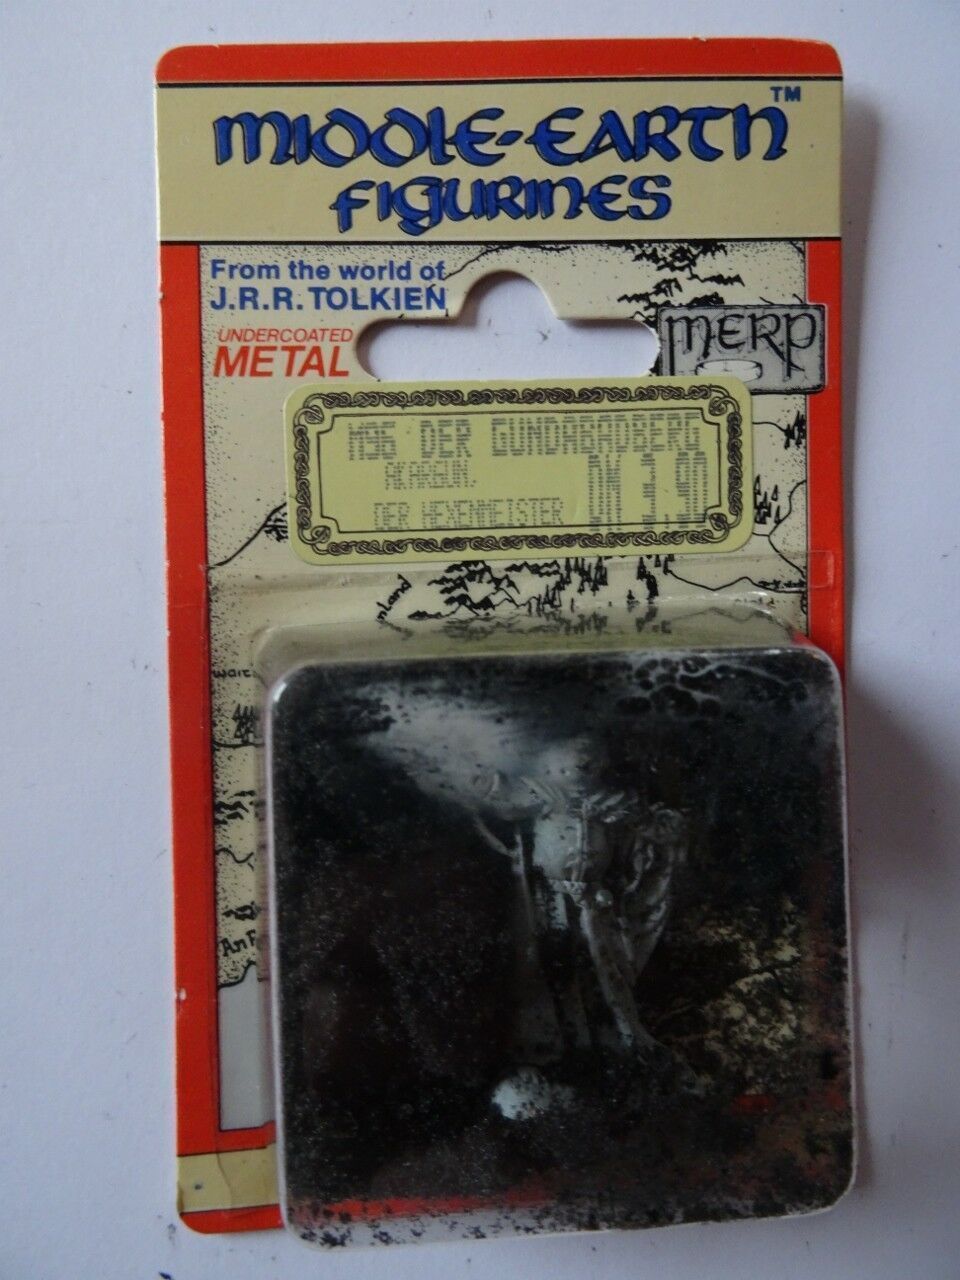 MIDDLE-EARTH™
FIGURINES
From the world of
J.R.R. TOLKIEN
UNDERCOATED
METAL
MERP
M96 DER GUNDABADBERG
AKARGUN.
DER HEXENMEISTER DM 3,90